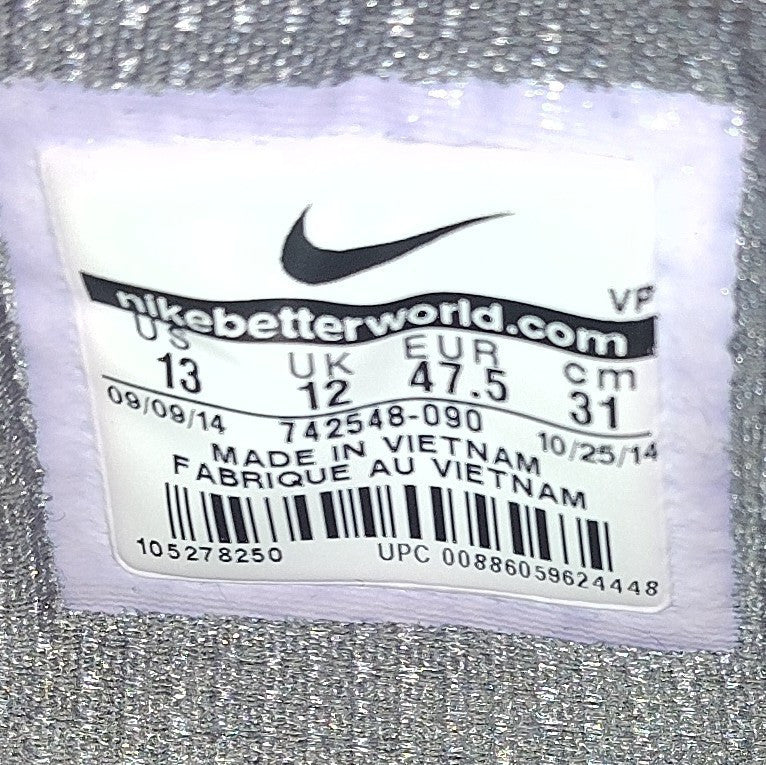 VP
nikebetterworld.com
US UK EUR cm
13 12 47.5 31
09/09/14 742548-090 10/25/14
MADE IN VIETNAM
FABRIQUE AU VIETNAM
105278250 UPC 00886059624448